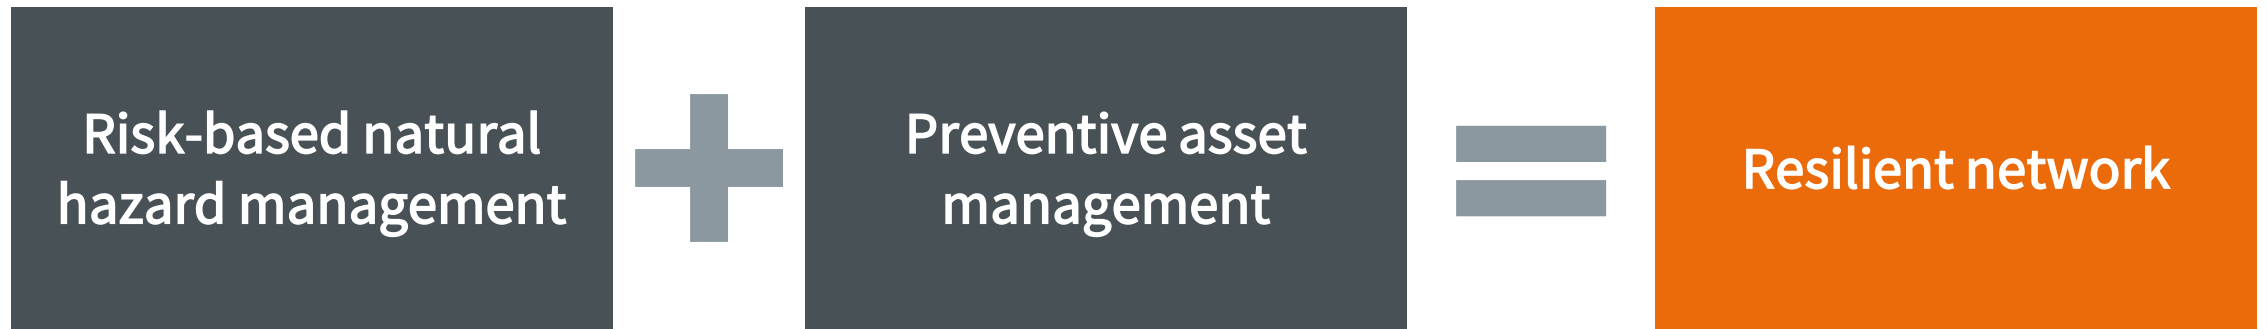 Risk-based natural
hazard management
Preventive asset
management
Resilient network